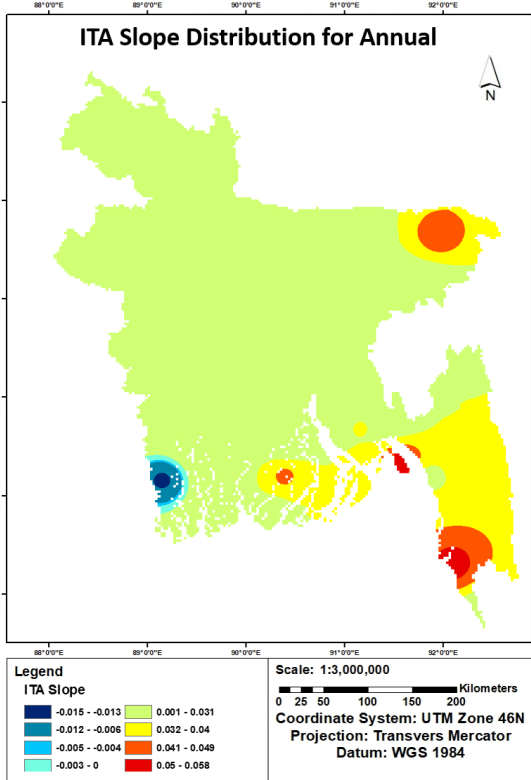 88°0'0"E 89°0'0"E 90°0'0"E 91°0'0"E 92°0'0"E
ITA Slope Distribution for Annual
N
88°0'0"E 89°0'0"E 90°0'0"E 91°0'0"E 92°0'0"E
Legend
ITA Slope
-0.015 - -0.013
-0.012 - -0.006
-0.005 - -0.004
-0.003 - 0
0.001 - 0.031
0.032 - 0.04
0.041 - 0.049
0.05 - 0.058
Scale: 1:3,000,000
Kilometers
0 25 50 100 150 200
Coordinate System: UTM Zone 46N
Projection: Transvers Mercator
Datum: WGS 1984